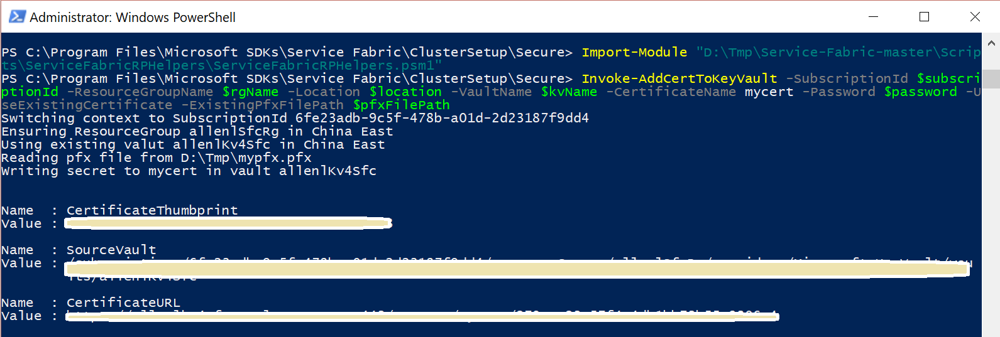 Administrator: Windows PowerShell
PS C:\Program Files\Microsoft SDKs\Service Fabric\ClusterSetup\Secure> Import-Module "D:\Tmp\Service-Fabric-master\Scrip
ts\ServiceFabricRPHelpers\ServiceFabricRPHelpers.psm1"
PS C:\Program Files\Microsoft SDKs\Service Fabric\ClusterSetup\Secure> Invoke-AddCertToKeyVault -SubscriptionId $subscri
ptionId -ResourceGroupName $rgName -Location $location -VaultName $kvName -CertificateName mycert -Password $password -U
seExistingCertificate -ExistingPfxFilePath $pfxFilePath
Switching context to SubscriptionId 6fe23adb-9c5f-478b-a01d-2d23187f9dd4
Ensuring ResourceGroup allenlSfcRg in China East
Using existing valut allenlKv4Sfc in China East
Reading pfx file from D:\Tmp\mypfx.pfx
Writing secret to mycert in vault allenlKv4Sfc
Name : CertificateThumbprint
Value :
Name : SourceVault
Value :
Name : CertificateURL
Value :